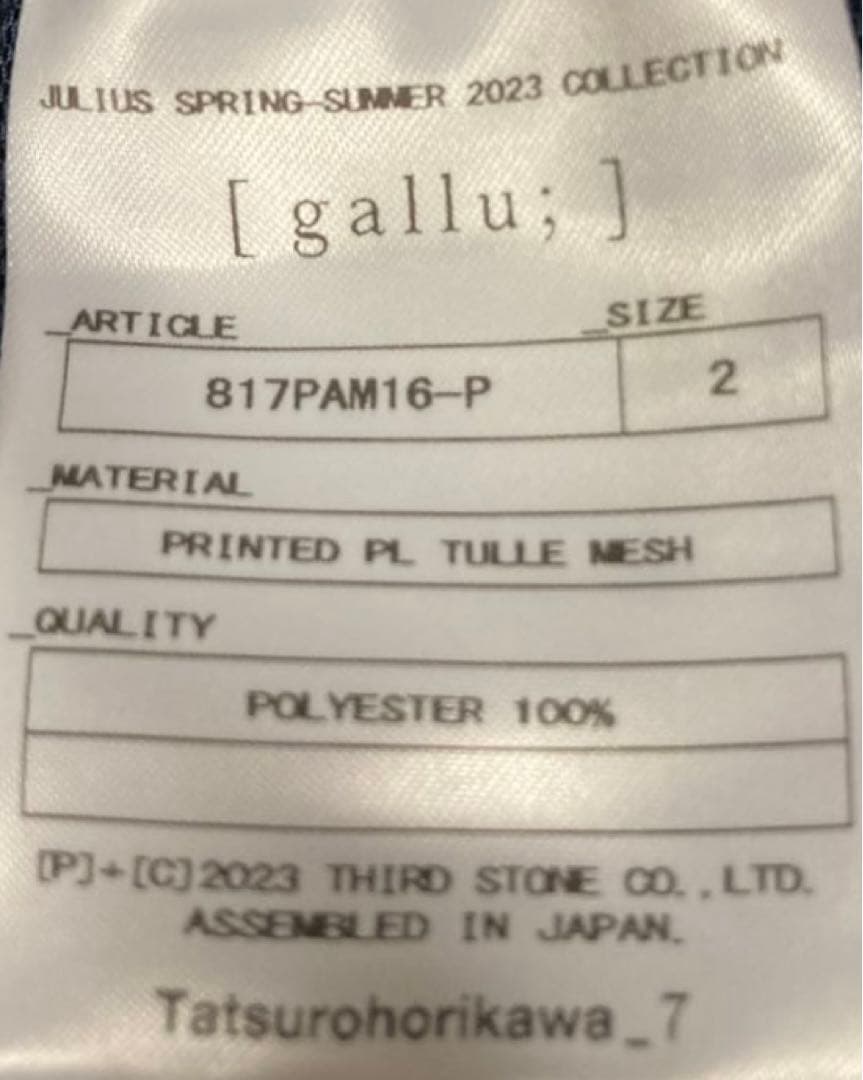 JULIUS SPRING-SUMMER 2023 COLLECTION
[ gallu; ]
_ARTICLE _SIZE
817PAM16-P 2
_MATERIAL
PRINTED PL TULLE MESH
_QUALITY
POLYESTER 100%
[P]+[C]2023 THIRD STONE CO.,LTD.
ASSEMBLED IN JAPAN.
Tatsurohorikawa_7